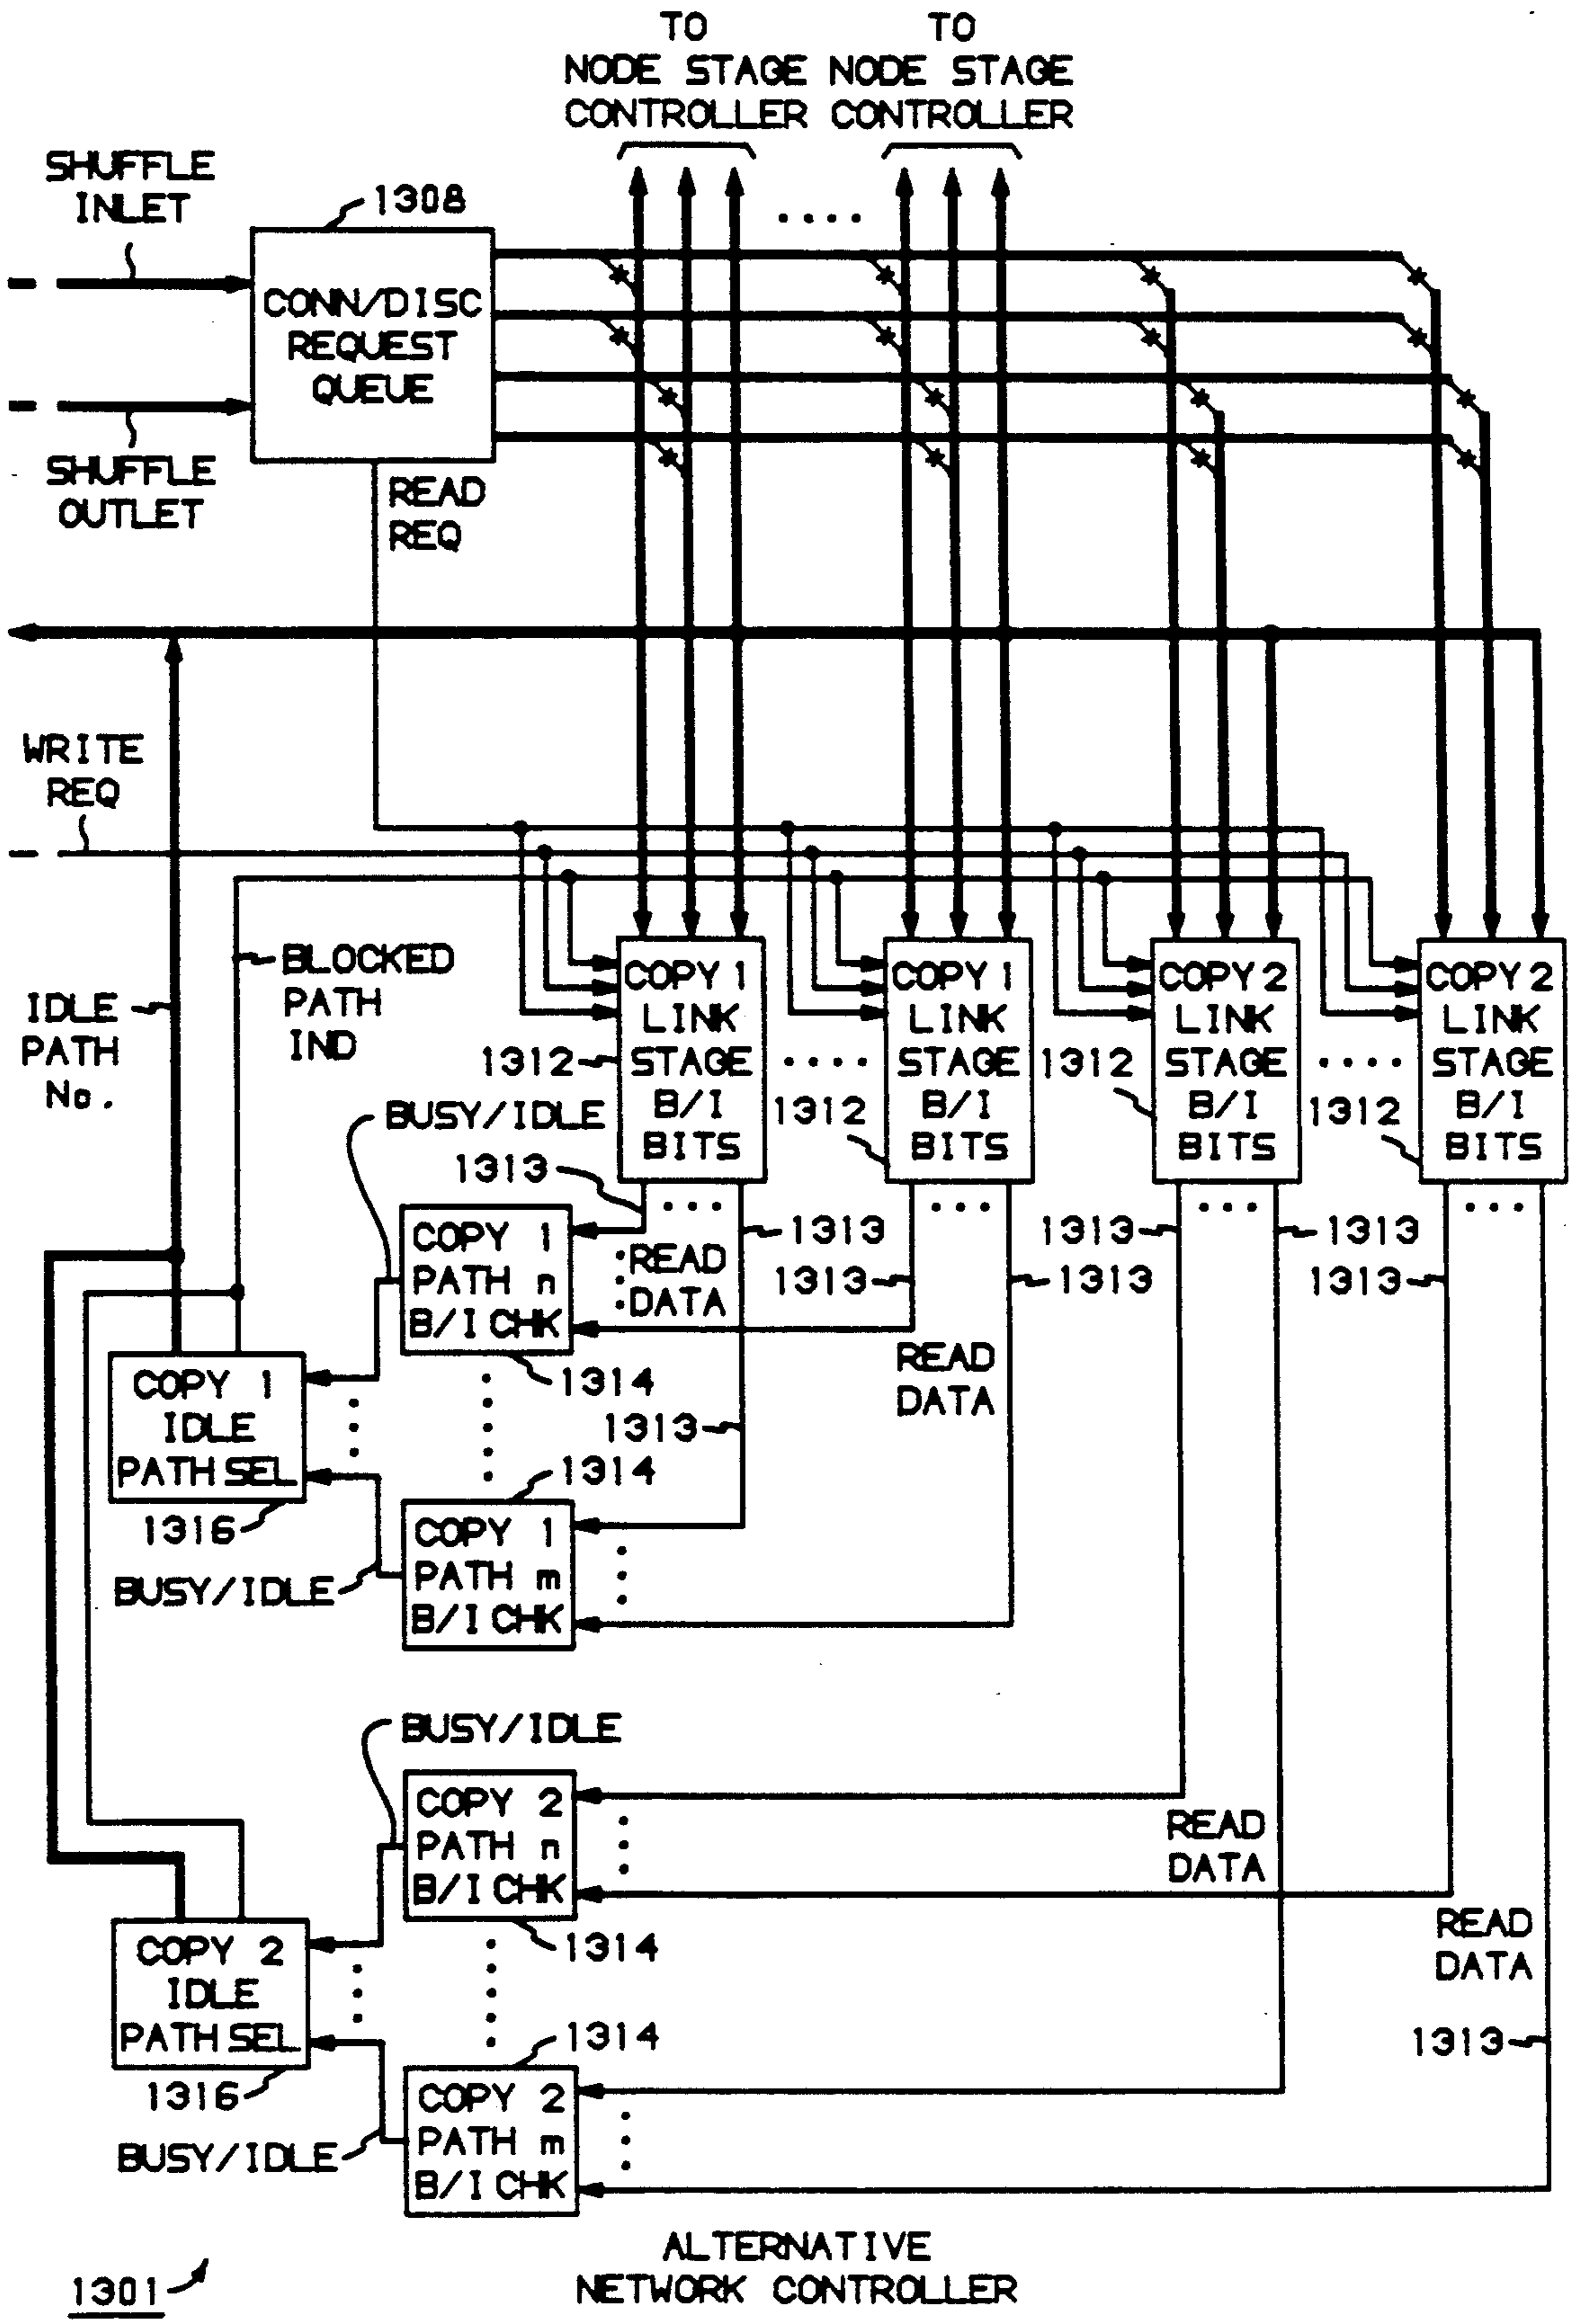 TO
NODE STAGE
CONTROLLER
TO
NODE STAGE
CONTROLLER
SHUFFLE
INLET
1308
CONN/DISC
REQUEST
QUEUE
SHUFFLE
OUTLET
READ
REQ
WRITE
REQ
BLOCKED
PATH
IND
IDLE
PATH
No.
COPY 1
LINK
STAGE
B/I
BITS
1312
COPY 1
LINK
STAGE
B/I
BITS
1312
COPY 2
LINK
STAGE
B/I
BITS
1312
COPY 2
LINK
STAGE
B/I
BITS
1312
BUSY/IDLE
1313
1313
1313
1313
1313
1313
1313
COPY 1
PATH n
B/I CHK
READ
DATA
1314
READ
DATA
COPY 1
IDLE
PATH SEL
1316
1313
1314
COPY 1
PATH m
B/I CHK
BUSY/IDLE
BUSY/IDLE
COPY 2
PATH n
B/I CHK
1314
READ
DATA
READ
DATA
COPY 2
IDLE
PATH SEL
1316
1314
1313
COPY 2
PATH m
B/I CHK
BUSY/IDLE
ALTERNATIVE
NETWORK CONTROLLER
1301